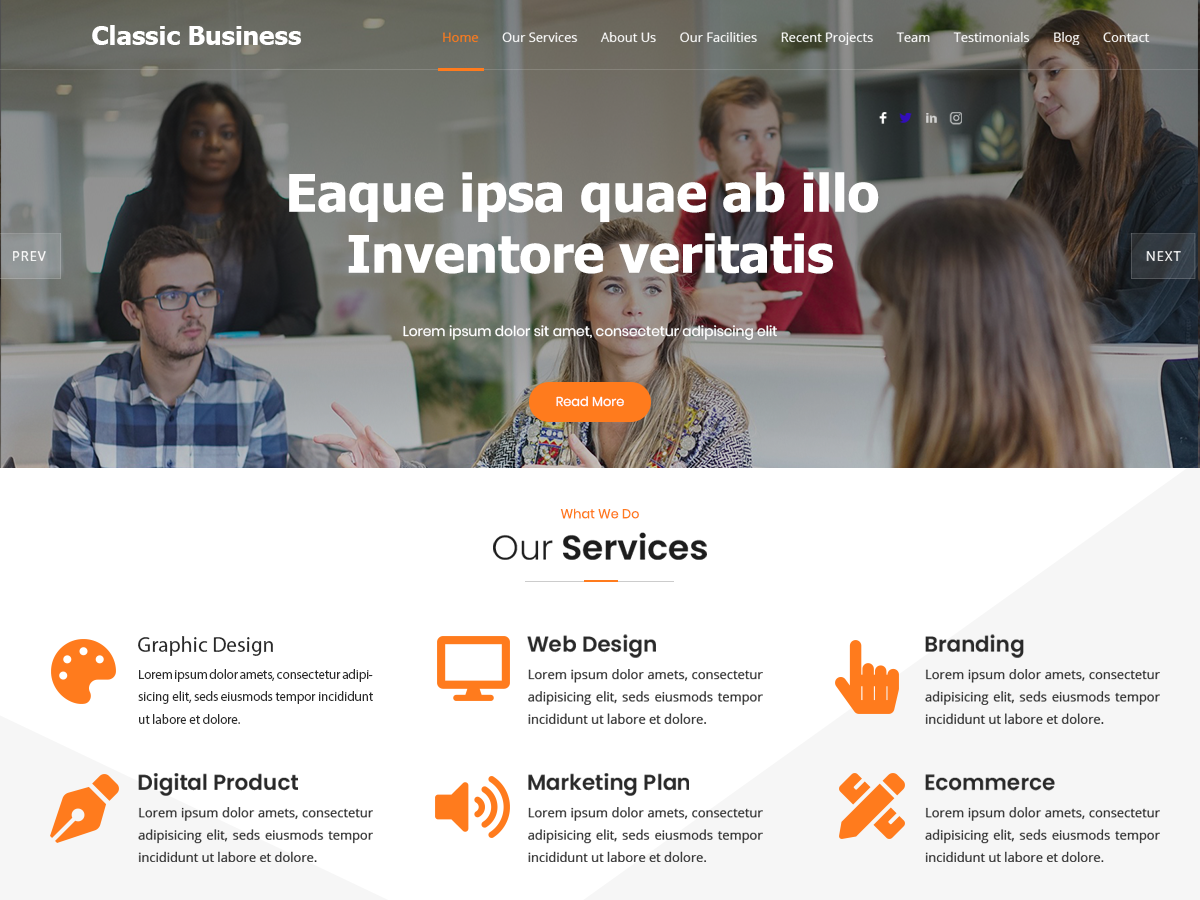 Classic Business
Home Our Services About Us Our Facilities Recent Projects Team Testimonials Blog Contact
Eaque ipsa quae ab illo
Inventore veritatis
PREV
NEXT
Lorem ipsum dolor sit amet, consectetur adipiscing elit
Read More
What We Do
Our Services
Graphic Design
Lorem ipsum dolor amets, consectetur adipi-
sicing elit, seds eiusmods tempor incididunt
ut labore et dolore.
Web Design
Lorem ipsum dolor amets, consectetur
adipisicing elit, seds eiusmods tempor
incididunt ut labore et dolore.
Branding
Lorem ipsum dolor amets, consectetur
adipisicing elit, seds eiusmods tempor
incididunt ut labore et dolore.
Digital Product
Lorem ipsum dolor amets, consectetur
adipisicing elit, seds eiusmods tempor
incididunt ut labore et dolore.
Marketing Plan
Lorem ipsum dolor amets, consectetur
adipisicing elit, seds eiusmods tempor
incididunt ut labore et dolore.
Ecommerce
Lorem ipsum dolor amets, consectetur
adipisicing elit, seds eiusmods tempor
incididunt ut labore et dolore.